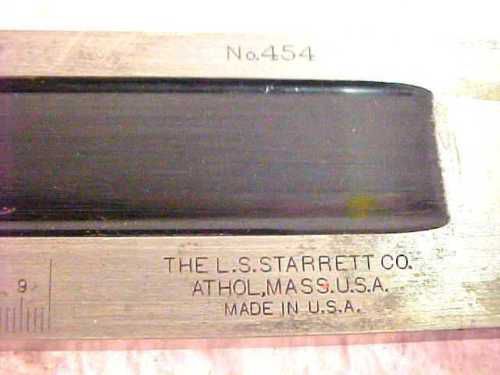 No.454
THE L.S.STARRETT CO.
ATHOL,MASS.U.S.A.
MADE IN U.S.A.
9